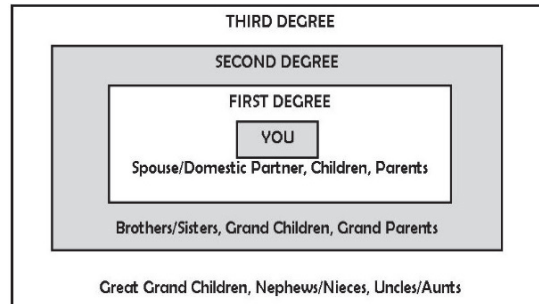 THIRD DEGREE
SECOND DEGREE
FIRST DEGREE
YOU
Spouse/Domestic Partner, Children, Parents
Brothers/Sisters, Grand Children, Grand Parents
Great Grand Children, Nephews/Nieces, Uncles/Aunts